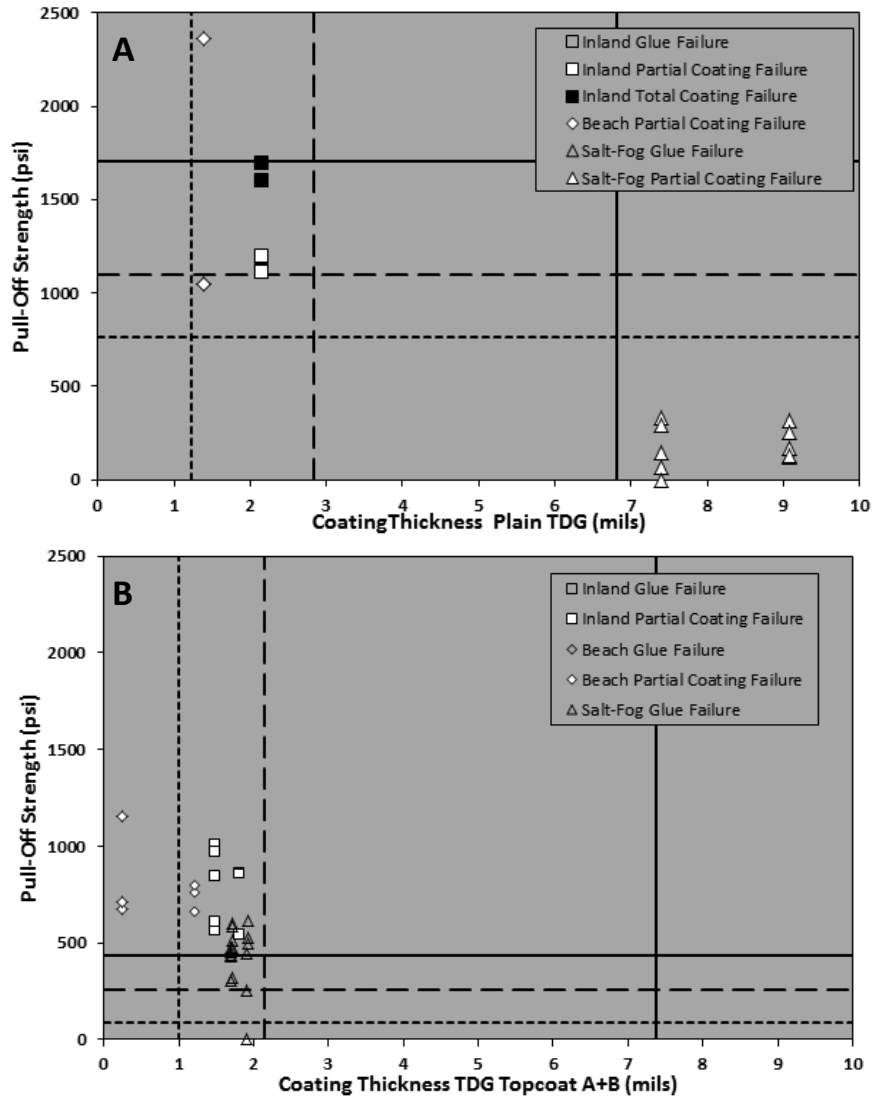 A
2500
2000
1500
1000
500
0
Pull-Off Strength (psi)
Inland Glue Failure
Inland Partial Coating Failure
Inland Total Coating Failure
Beach Partial Coating Failure
Salt-Fog Glue Failure
Salt-Fog Partial Coating Failure
0 1 2 3 4 5 6 7 8 9 10
CoatingThickness Plain TDG (mils)
B
2500
2000
1500
1000
500
0
Pull-Off Strength (psi)
Inland Glue Failure
Inland Partial Coating Failure
Beach Glue Failure
Beach Partial Coating Failure
Salt-Fog Glue Failure
0 1 2 3 4 5 6 7 8 9 10
Coating Thickness TDG Topcoat A+B (mils)